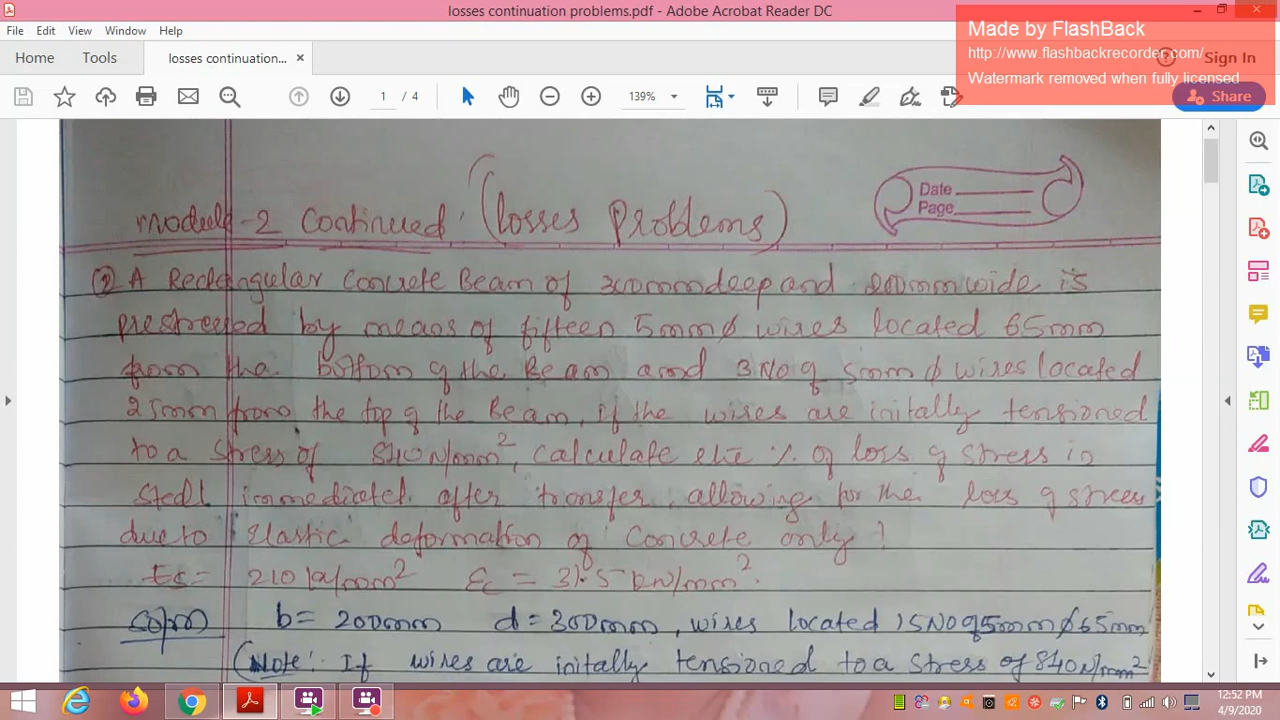 losses continuation problems.pdf - Adobe Acrobat Reader DC
Made by FlashBack
http://www.flashbackrecorder.com/
Watermark removed when fully licensed
File Edit View Window Help
Home Tools losses continuation... × Sign In
1 / 4 139% Share
Date
Page
Module-2 Continued. (losses Problems)
② A Rectangular Concrete Beam of 300mm deep and 200mm wide is
prestressed by means of fifteen 5mm ϕ wires located 65mm
from the bottom of the Beam and 3 No of 5mm ϕ wires located
25mm from the top of the Beam, if the wires are initally tensioned
to a stress of 840 N/mm², calculate the % of loss of stress in
steel immediatel after transfer, allowing for the loss of stress
due to Elastic deformation of Concrete only ?
Es = 210 kN/mm² Ec = 31.5 kN/mm².
Soln b = 200mm d = 300mm, wires located 15 No of 5mm ϕ 65mm
(Note: If wires are initally tensioned to a stress of 840 N/mm²
12:52 PM
4/9/2020